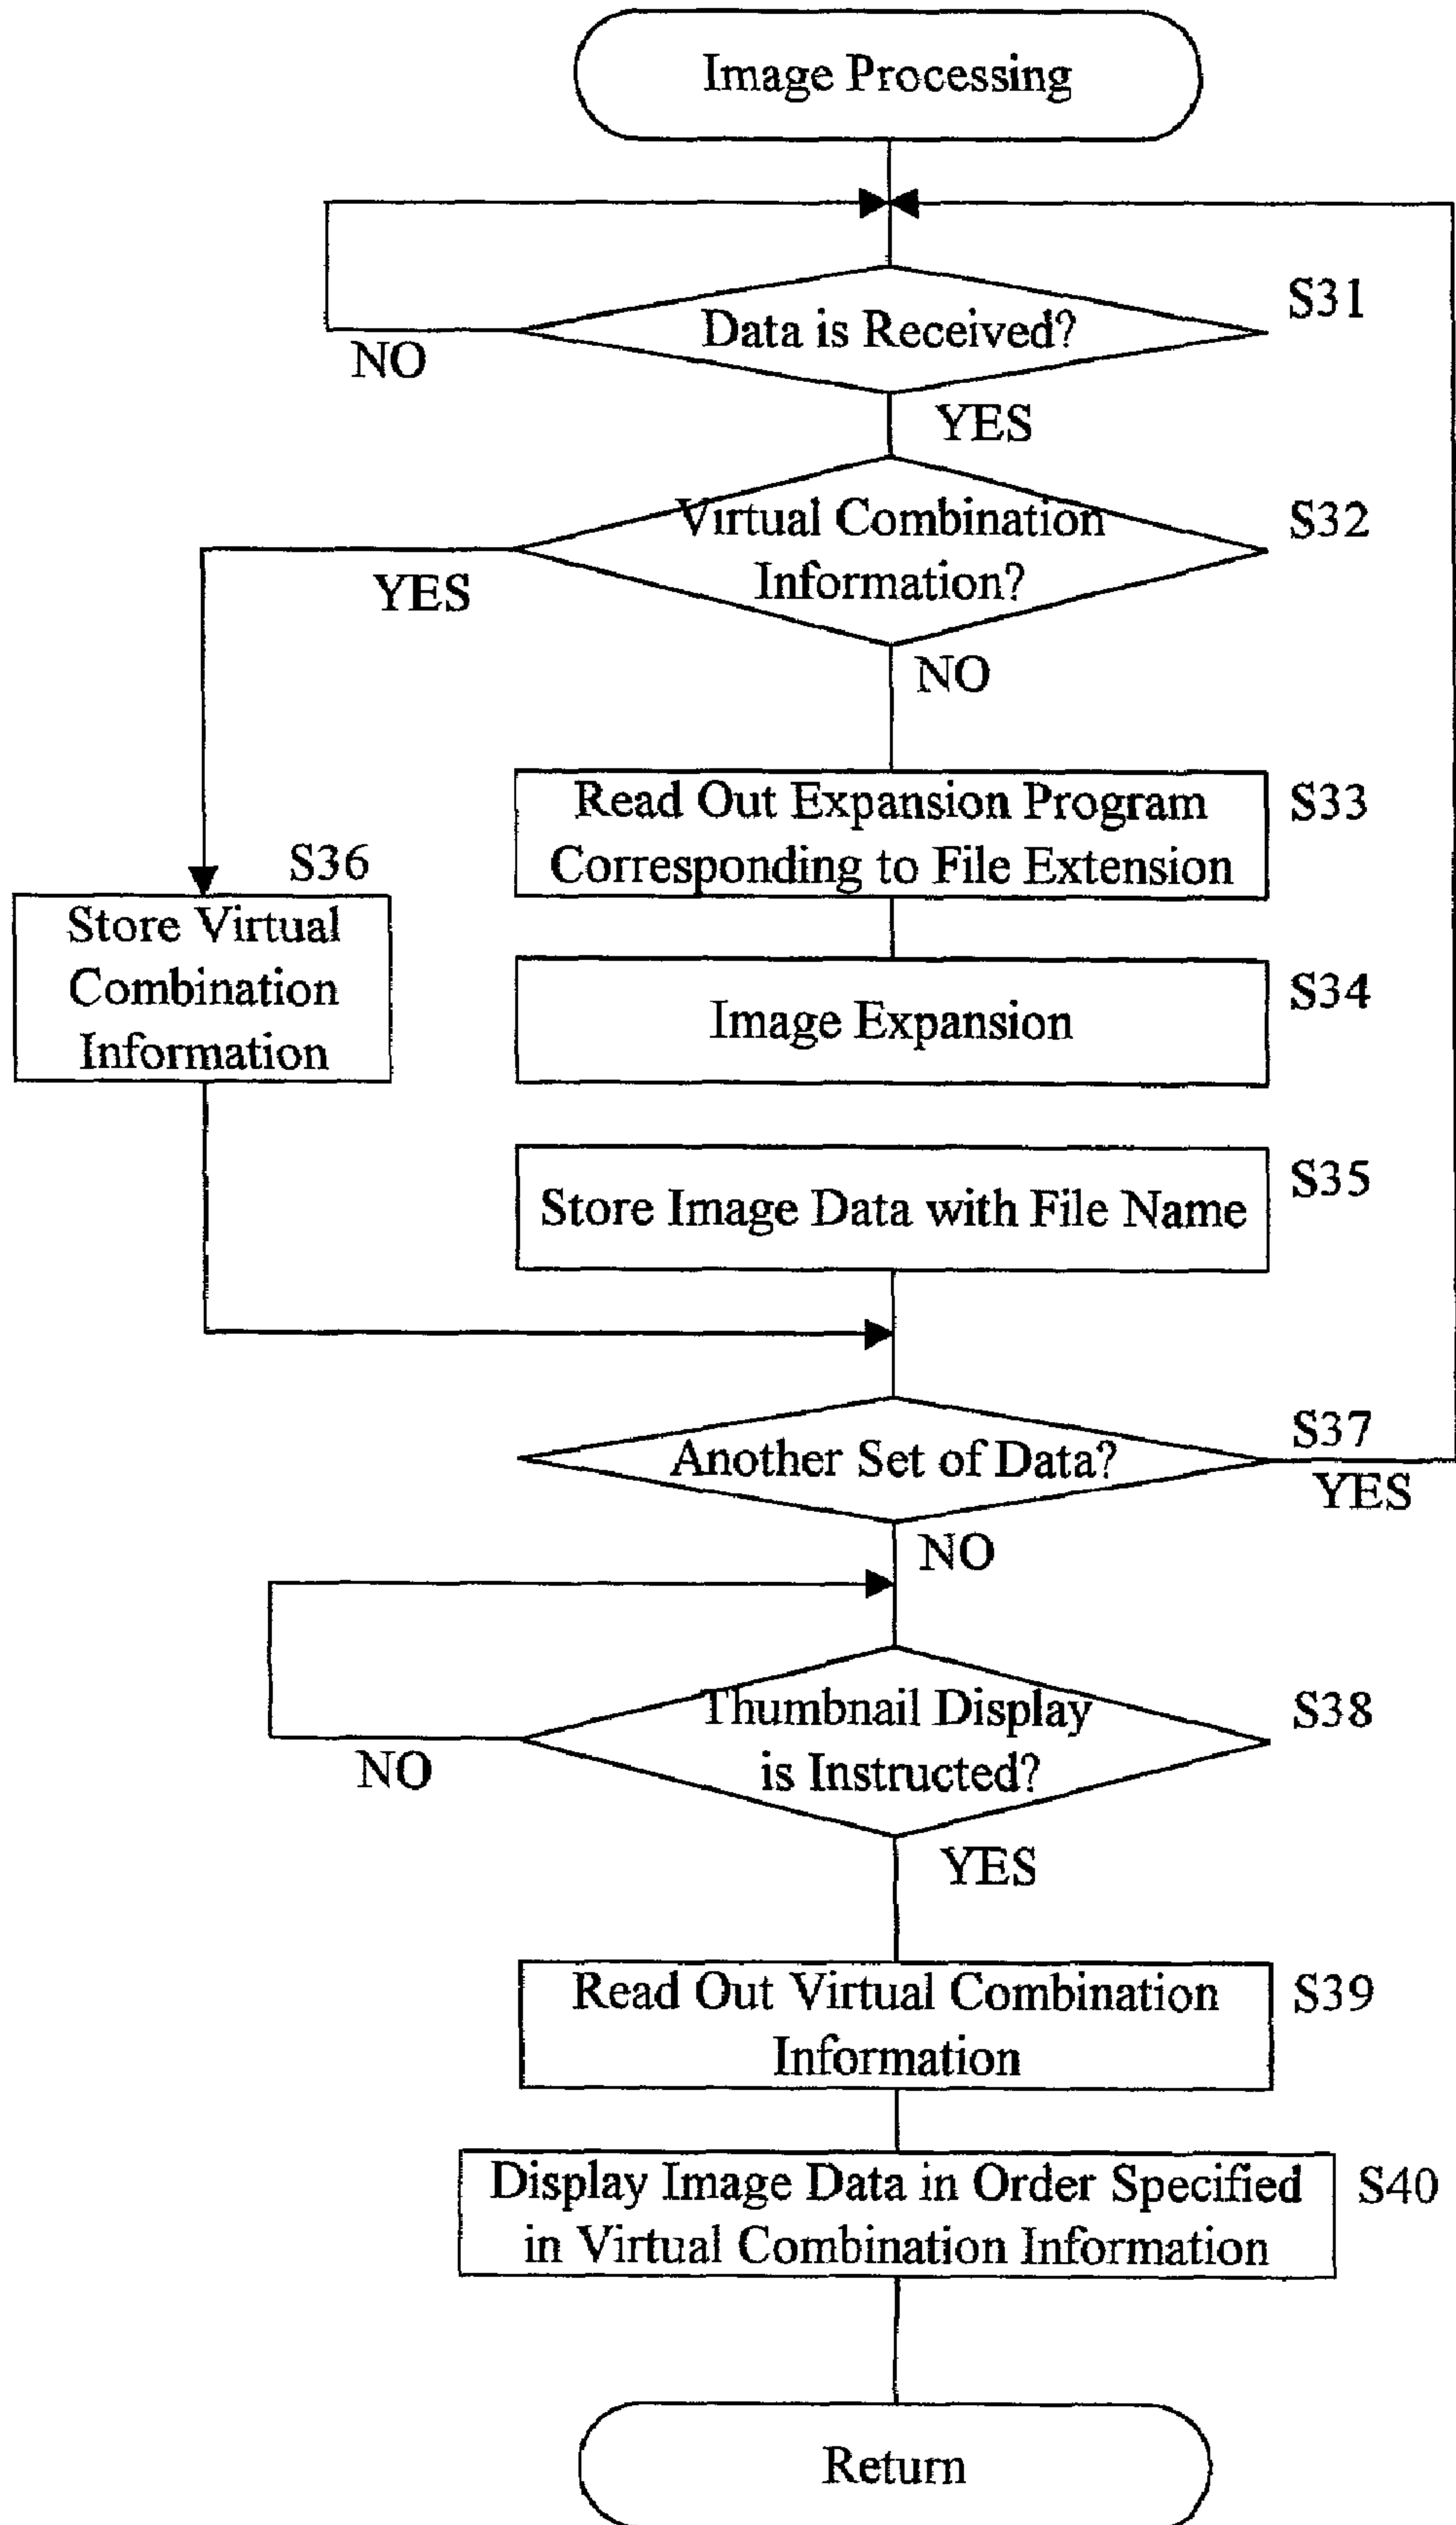 Image Processing
Data is Received?
S31
NO
YES
Virtual Combination
Information?
S32
YES
NO
Read Out Expansion Program
Corresponding to File Extension
S33
S36
Store Virtual
Combination
Information
Image Expansion
S34
Store Image Data with File Name
S35
Another Set of Data?
S37
YES
NO
Thumbnail Display
is Instructed?
S38
NO
YES
Read Out Virtual Combination
Information
S39
Display Image Data in Order Specified
in Virtual Combination Information
S40
Return